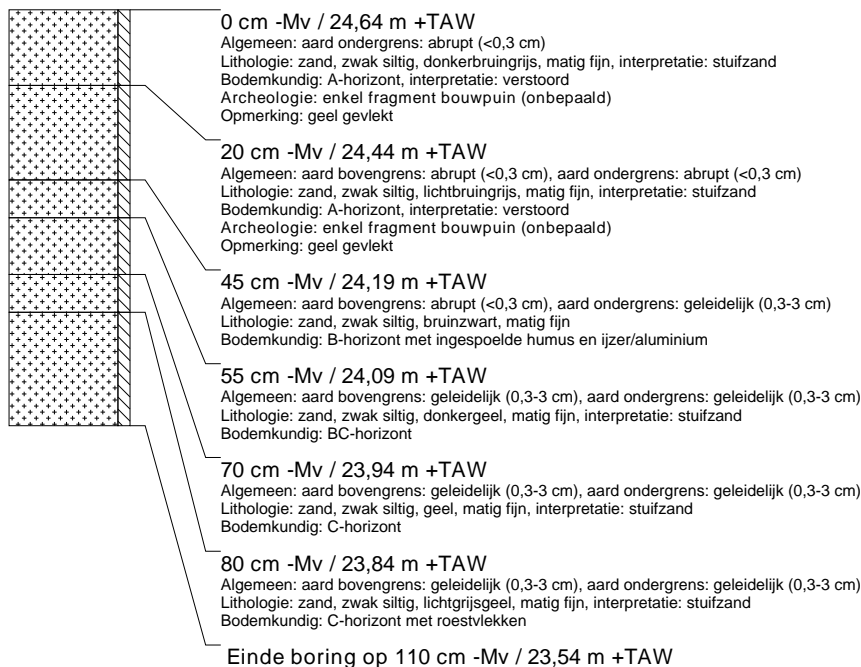 0 cm -Mv / 24,64 m +TAW
Algemeen: aard ondergrens: abrupt (<0,3 cm)
Lithologie: zand, zwak siltig, donkerbruingrijs, matig fijn, interpretatie: stuifzand
Bodemkundig: A-horizont, interpretatie: verstoord
Archeologie: enkel fragment bouwpuin (onbepaald)
Opmerking: geel gevlekt
20 cm -Mv / 24,44 m +TAW
Algemeen: aard bovengrens: abrupt (<0,3 cm), aard ondergrens: abrupt (<0,3 cm)
Lithologie: zand, zwak siltig, lichtbruingrijs, matig fijn, interpretatie: stuifzand
Bodemkundig: A-horizont, interpretatie: verstoord
Archeologie: enkel fragment bouwpuin (onbepaald)
Opmerking: geel gevlekt
45 cm -Mv / 24,19 m +TAW
Algemeen: aard bovengrens: abrupt (<0,3 cm), aard ondergrens: geleidelijk (0,3-3 cm)
Lithologie: zand, zwak siltig, bruinzwart, matig fijn
Bodemkundig: B-horizont met ingespoelde humus en ijzer/aluminium
55 cm -Mv / 24,09 m +TAW
Algemeen: aard bovengrens: geleidelijk (0,3-3 cm), aard ondergrens: geleidelijk (0,3-3 cm)
Lithologie: zand, zwak siltig, donkergeel, matig fijn, interpretatie: stuifzand
Bodemkundig: BC-horizont
70 cm -Mv / 23,94 m +TAW
Algemeen: aard bovengrens: geleidelijk (0,3-3 cm), aard ondergrens: geleidelijk (0,3-3 cm)
Lithologie: zand, zwak siltig, geel, matig fijn, interpretatie: stuifzand
Bodemkundig: C-horizont
80 cm -Mv / 23,84 m +TAW
Algemeen: aard bovengrens: geleidelijk (0,3-3 cm), aard ondergrens: geleidelijk (0,3-3 cm)
Lithologie: zand, zwak siltig, lichtgrijsgeel, matig fijn, interpretatie: stuifzand
Bodemkundig: C-horizont met roestvlekken
Einde boring op 110 cm -Mv / 23,54 m +TAW